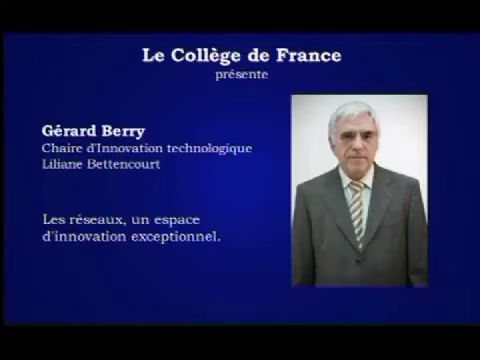 Le Collège de France
présente
Gérard Berry
Chaire d'Innovation technologique
Liliane Bettencourt
Les réseaux, un espace
d'innovation exceptionnel.